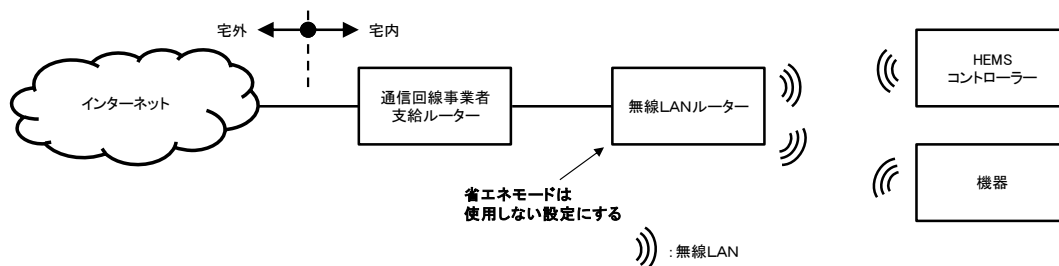 宅外
宅内
インターネット
通信回線事業者
支給ルーター
無線LANルーター
HEMS
コントローラー
機器
省エネモードは
使用しない設定にする
:無線LAN